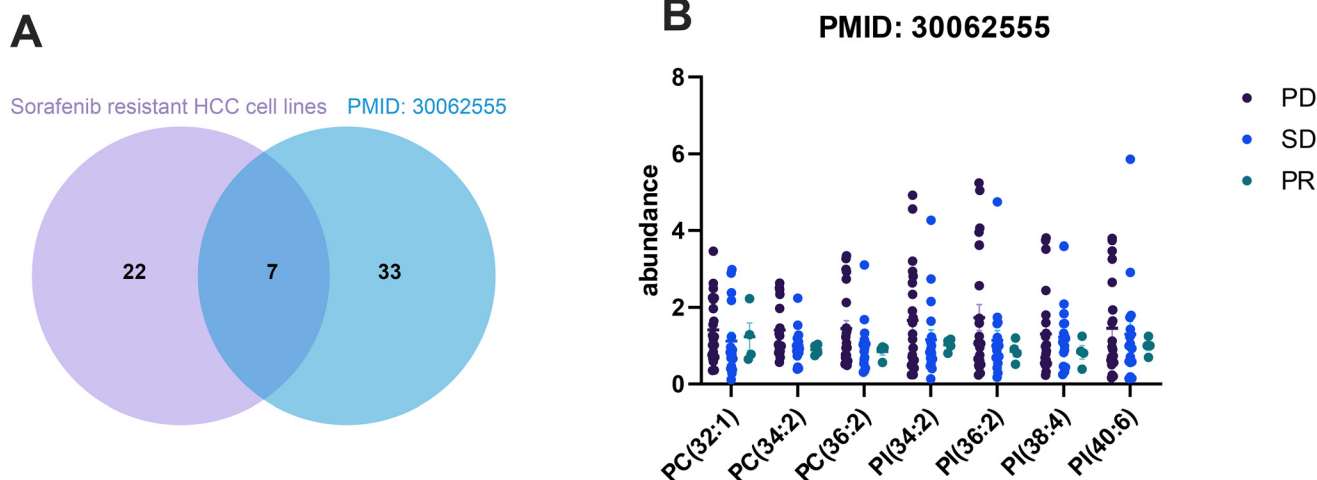 A
Sorafenib resistant HCC cell lines PMID: 30062555
22 7 33
B
PMID: 30062555
abundance
8
6
4
2
0
PC(32:1) PC(34:2) PC(36:2) PI(34:2) PI(36:2) PI(38:4) PI(40:6)
PD
SD
PR